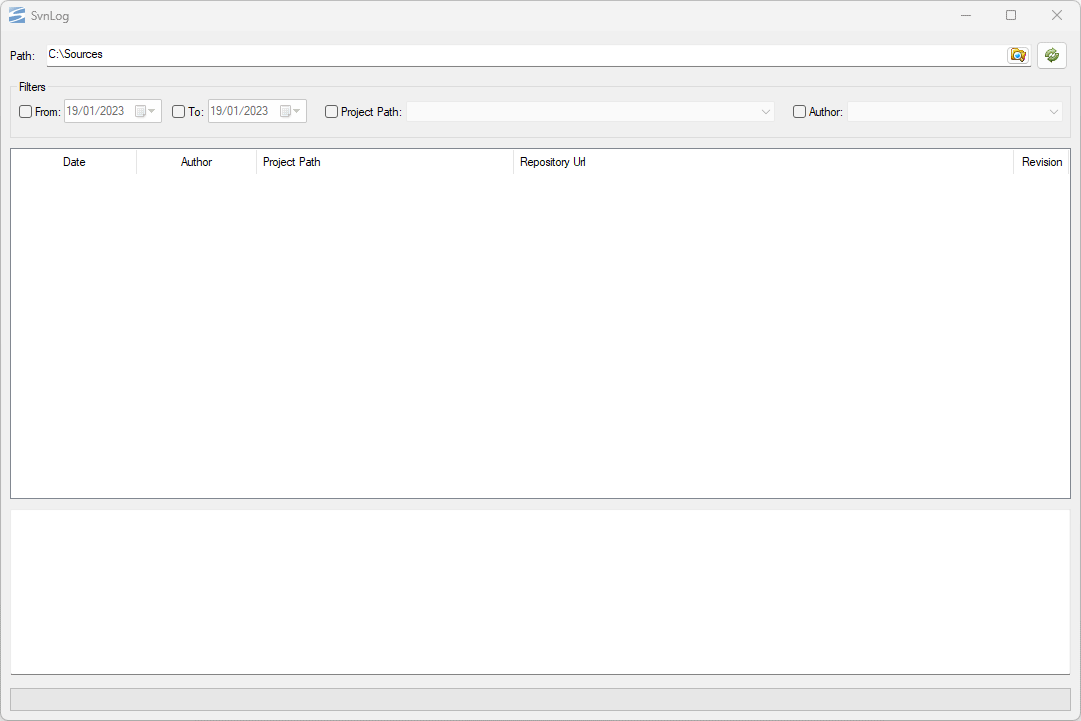 SvnLog
Path: C:\Sources
Filters
From: 19/01/2023 To: 19/01/2023 Project Path: Author:
Date Author Project Path Repository Url Revision